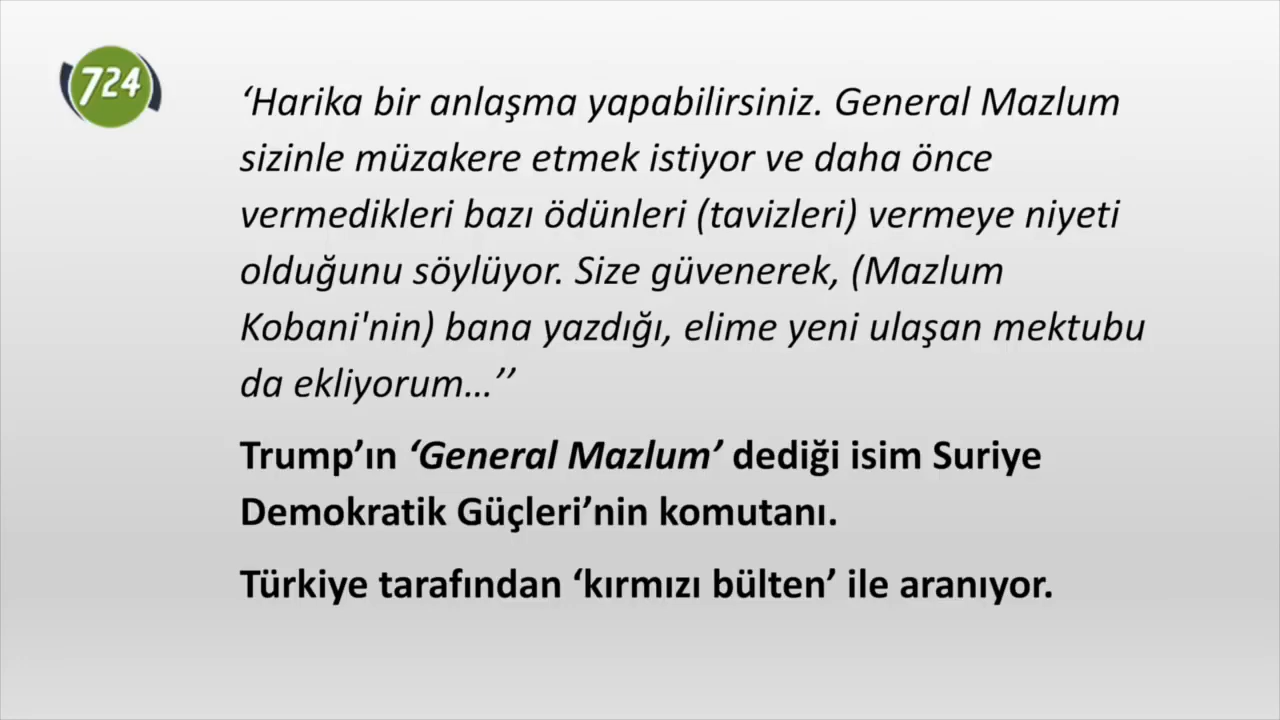 724
‘Harika bir anlaşma yapabilirsiniz. General Mazlum
sizinle müzakere etmek istiyor ve daha önce
vermedikleri bazı ödünleri (tavizleri) vermeye niyeti
olduğunu söylüyor. Size güvenerek, (Mazlum
Kobani'nin) bana yazdığı, elime yeni ulaşan mektubu
da ekliyorum…’’
Trump’ın ‘General Mazlum’ dediği isim Suriye
Demokratik Güçleri’nin komutanı.
Türkiye tarafından ‘kırmızı bülten’ ile aranıyor.